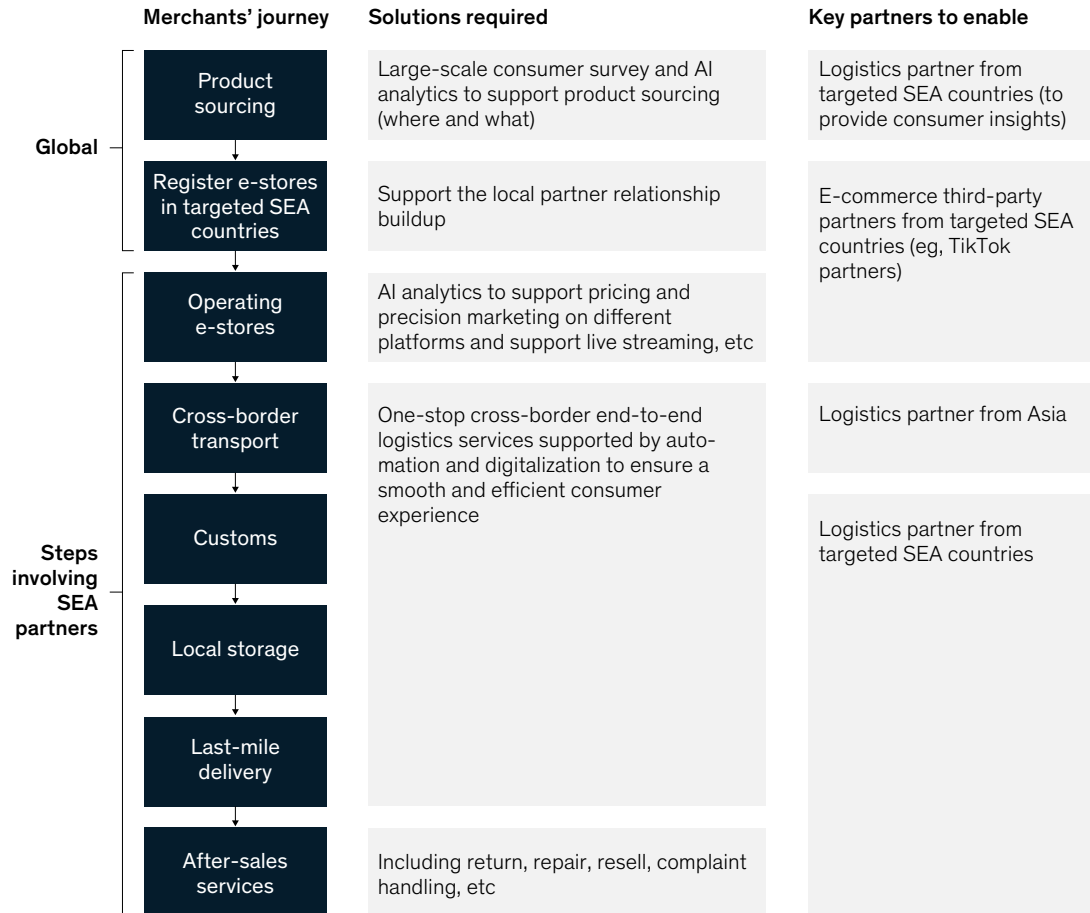 Merchants’ journey
Solutions required
Key partners to enable
Global
Product
sourcing
Large-scale consumer survey and AI
analytics to support product sourcing
(where and what)
Logistics partner from
targeted SEA countries (to
provide consumer insights)
Register e-stores
in targeted SEA
countries
Support the local partner relationship
buildup
E-commerce third-party
partners from targeted SEA
countries (eg, TikTok
partners)
Steps
involving
SEA
partners
Operating
e-stores
AI analytics to support pricing and
precision marketing on different
platforms and support live streaming, etc
Cross-border
transport
One-stop cross-border end-to-end
logistics services supported by auto-
mation and digitalization to ensure a
smooth and efficient consumer
experience
Logistics partner from Asia
Customs
Logistics partner from
targeted SEA countries
Local storage
Last-mile
delivery
After-sales
services
Including return, repair, resell, complaint
handling, etc